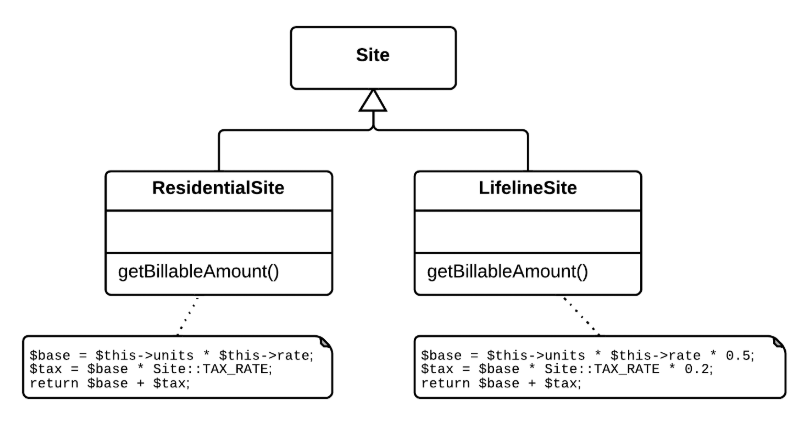 Site
ResidentialSite
getBillableAmount()
LifelineSite
getBillableAmount()
$base = $this->units * $this->rate;
$tax = $base * Site::TAX_RATE;
return $base + $tax;
$base = $this->units * $this->rate * 0.5;
$tax = $base * Site::TAX_RATE * 0.2;
return $base + $tax;